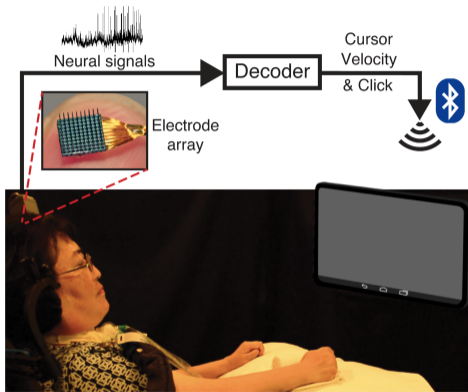 Neural signals
Decoder
Cursor
Velocity
& Click
Electrode
array